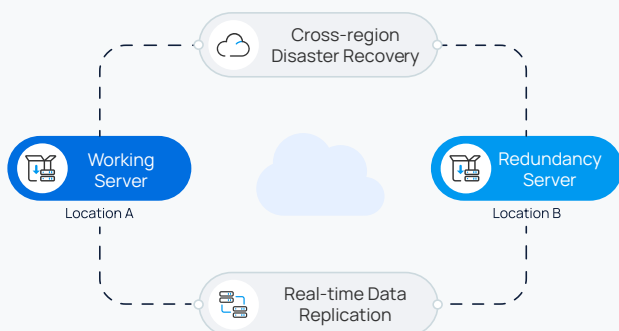 Cross-region
Disaster Recovery
Working
Server
Location A
Redundancy
Server
Location B
Real-time Data
Replication